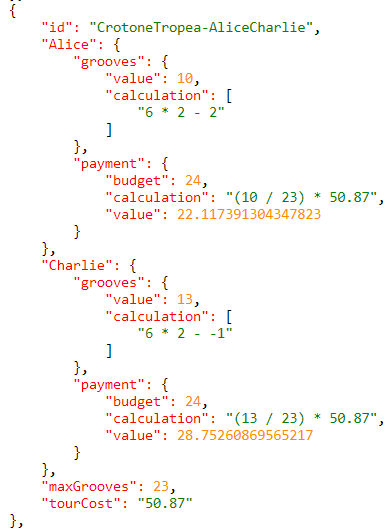 {
"id": "CrotoneTropea-AliceCharlie",
"Alice": {
"grooves": {
"value": 10,
"calculation": [
"6 * 2 - 2"
]
},
"payment": {
"budget": 24,
"calculation": "(10 / 23) * 50.87",
"value": 22.117391304347823
}
},
"Charlie": {
"grooves": {
"value": 13,
"calculation": [
"6 * 2 - -1"
]
},
"payment": {
"budget": 24,
"calculation": "(13 / 23) * 50.87",
"value": 28.75260869565217
}
},
"maxGrooves": 23,
"tourCost": "50.87"
},